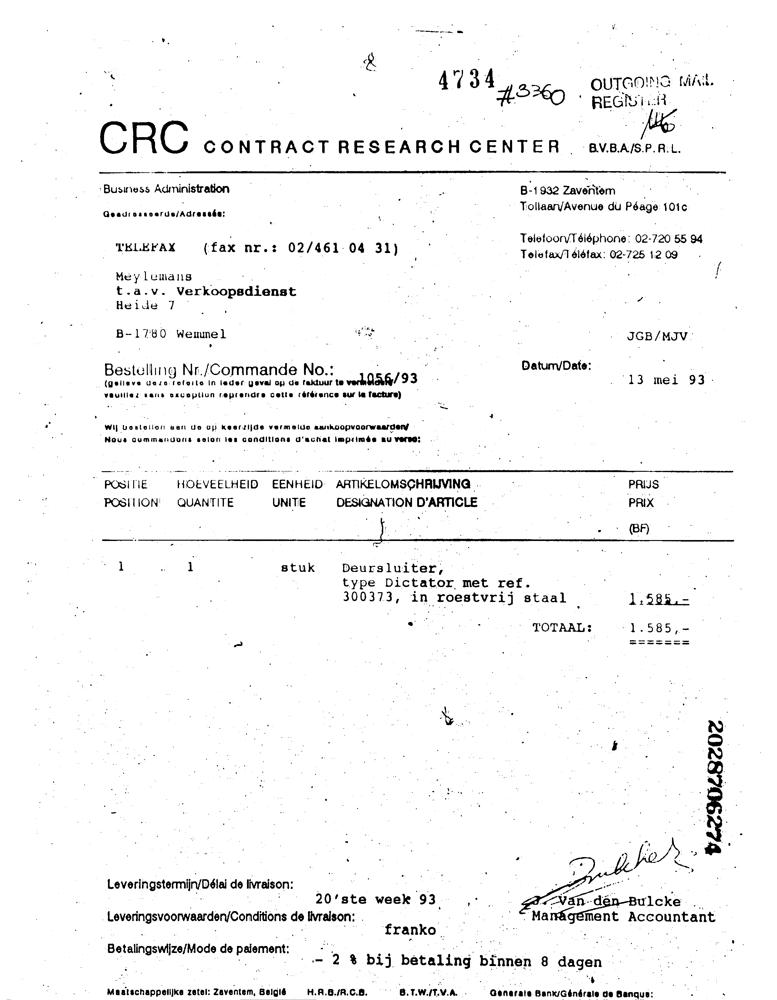 4734 #3360 OUTGOING MAIL
REGISTER
CRC CONTRACT RESEARCH CENTER B.V.B.A./S.P.R.L.
Business Administration
B-1932 Zaventem
Tollaan/Avenue du Péage 101c
Geadresseerde/Adressée:
Telefoon/Téléphone: 02-720 55 94
Telefax/Téléfax: 02-725 12 09
TELEFAX (fax nr.: 02/461 04 31)
Meylemans
t.a.v. Verkoopsdienst
Heide 7
B-1780 Wemmel
JGB/MJV
Bestelling Nr./Commande No.: 1056/93
Datum/Date:
13 mei 93
(gelieve deze referte in ieder geval op de faktuur te vermelden/
veuillez sans exception reprendre cette référence sur la facture)
Wij bestellen aan de op keerzijde vermelde aankoopvoorwaarden/
Nous commandons selon les conditions d'achat imprimés au verso:
POSITIE HOEVEELHEID EENHEID ARTIKELOMSCHRIJVING PRIJS
POSITION QUANTITE UNITE DESIGNATION D'ARTICLE PRIX
(BF)
1 1 stuk Deursluiter,
type Dictator met ref.
300373, in roestvrij staal 1.585,-
TOTAAL: 1.585,-
=======
2028706274
Leveringstermijn/Délai de livraison:
20'ste week 93
Van den Bulcke
Management Accountant
Leveringsvoorwaarden/Conditions de livraison:
franko
Betalingswijze/Mode de paiement:
- 2 % bij betaling binnen 8 dagen
Maatschappelijke zetel: Zaventem, België H.R.B./R.C.B. B.T.W./T.V.A. Generale Bank/Générale de Banque: